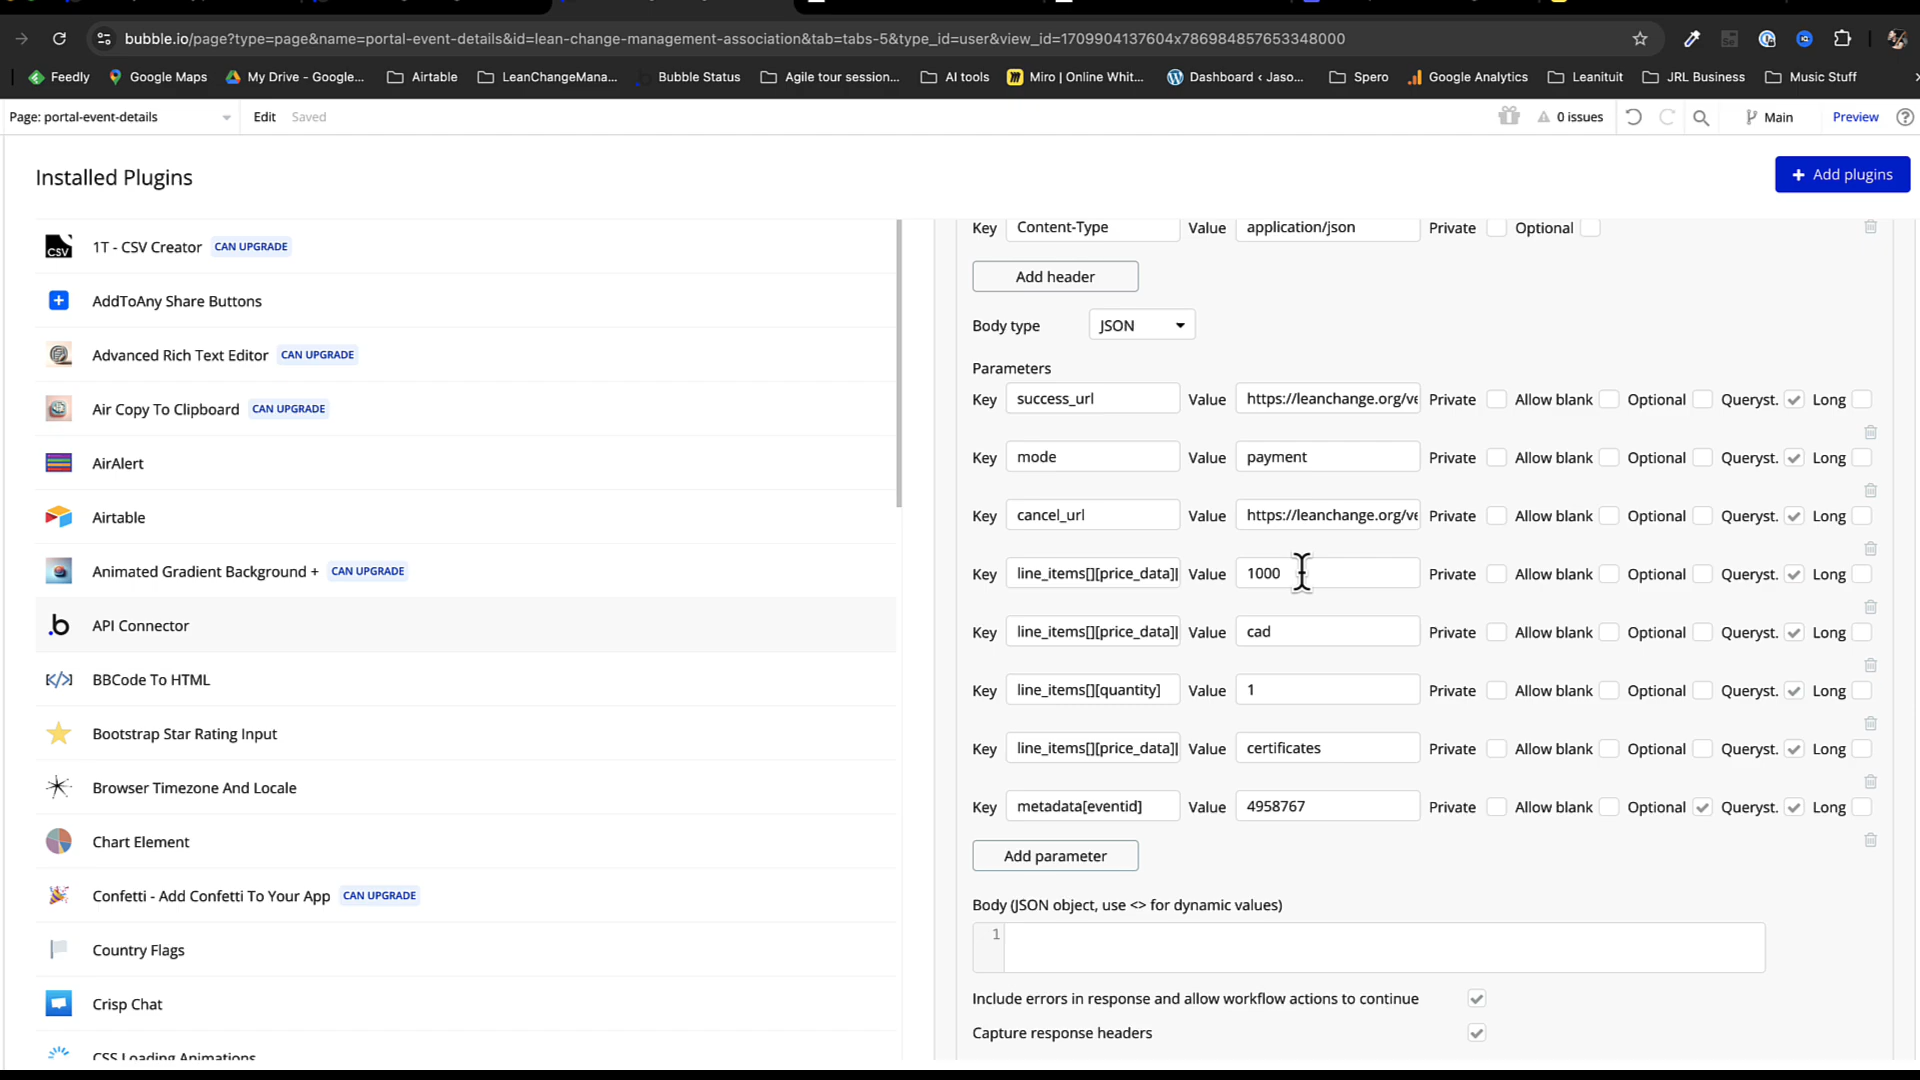 bubble.io/page?type=page&name=portal-event-details&id=lean-change-management-association&tab=tabs-5&type_id=user&view_id=1709904137604x786984857653348000
Feedly Google Maps My Drive - Google... Airtable LeanChangeMana... Bubble Status Agile tour session... AI tools Miro | Online Whit... Dashboard ‹ Jaso... Spero Google Analytics Leanituit JRL Business Music Stuff
Page: portal-event-details Edit Saved 0 issues Main Preview
Installed Plugins
+ Add plugins
1T - CSV Creator CAN UPGRADE
AddToAny Share Buttons
Advanced Rich Text Editor CAN UPGRADE
Air Copy To Clipboard CAN UPGRADE
AirAlert
Airtable
Animated Gradient Background + CAN UPGRADE
API Connector
BBCode To HTML
Bootstrap Star Rating Input
Browser Timezone And Locale
Chart Element
Confetti - Add Confetti To Your App CAN UPGRADE
Country Flags
Crisp Chat
CSS Loading Animations
Key Content-Type Value application/json Private Optional
Add header
Body type JSON
Parameters
Key success_url Value https://leanchange.org/ve Private Allow blank Optional Queryst. Long
Key mode Value payment Private Allow blank Optional Queryst. Long
Key cancel_url Value https://leanchange.org/ve Private Allow blank Optional Queryst. Long
Key line_items[][price_data][ Value 1000 Private Allow blank Optional Queryst. Long
Key line_items[][price_data][ Value cad Private Allow blank Optional Queryst. Long
Key line_items[][quantity] Value 1 Private Allow blank Optional Queryst. Long
Key line_items[][price_data][ Value certificates Private Allow blank Optional Queryst. Long
Key metadata[eventid] Value 4958767 Private Allow blank Optional Queryst. Long
Add parameter
Body (JSON object, use <> for dynamic values)
1
Include errors in response and allow workflow actions to continue
Capture response headers